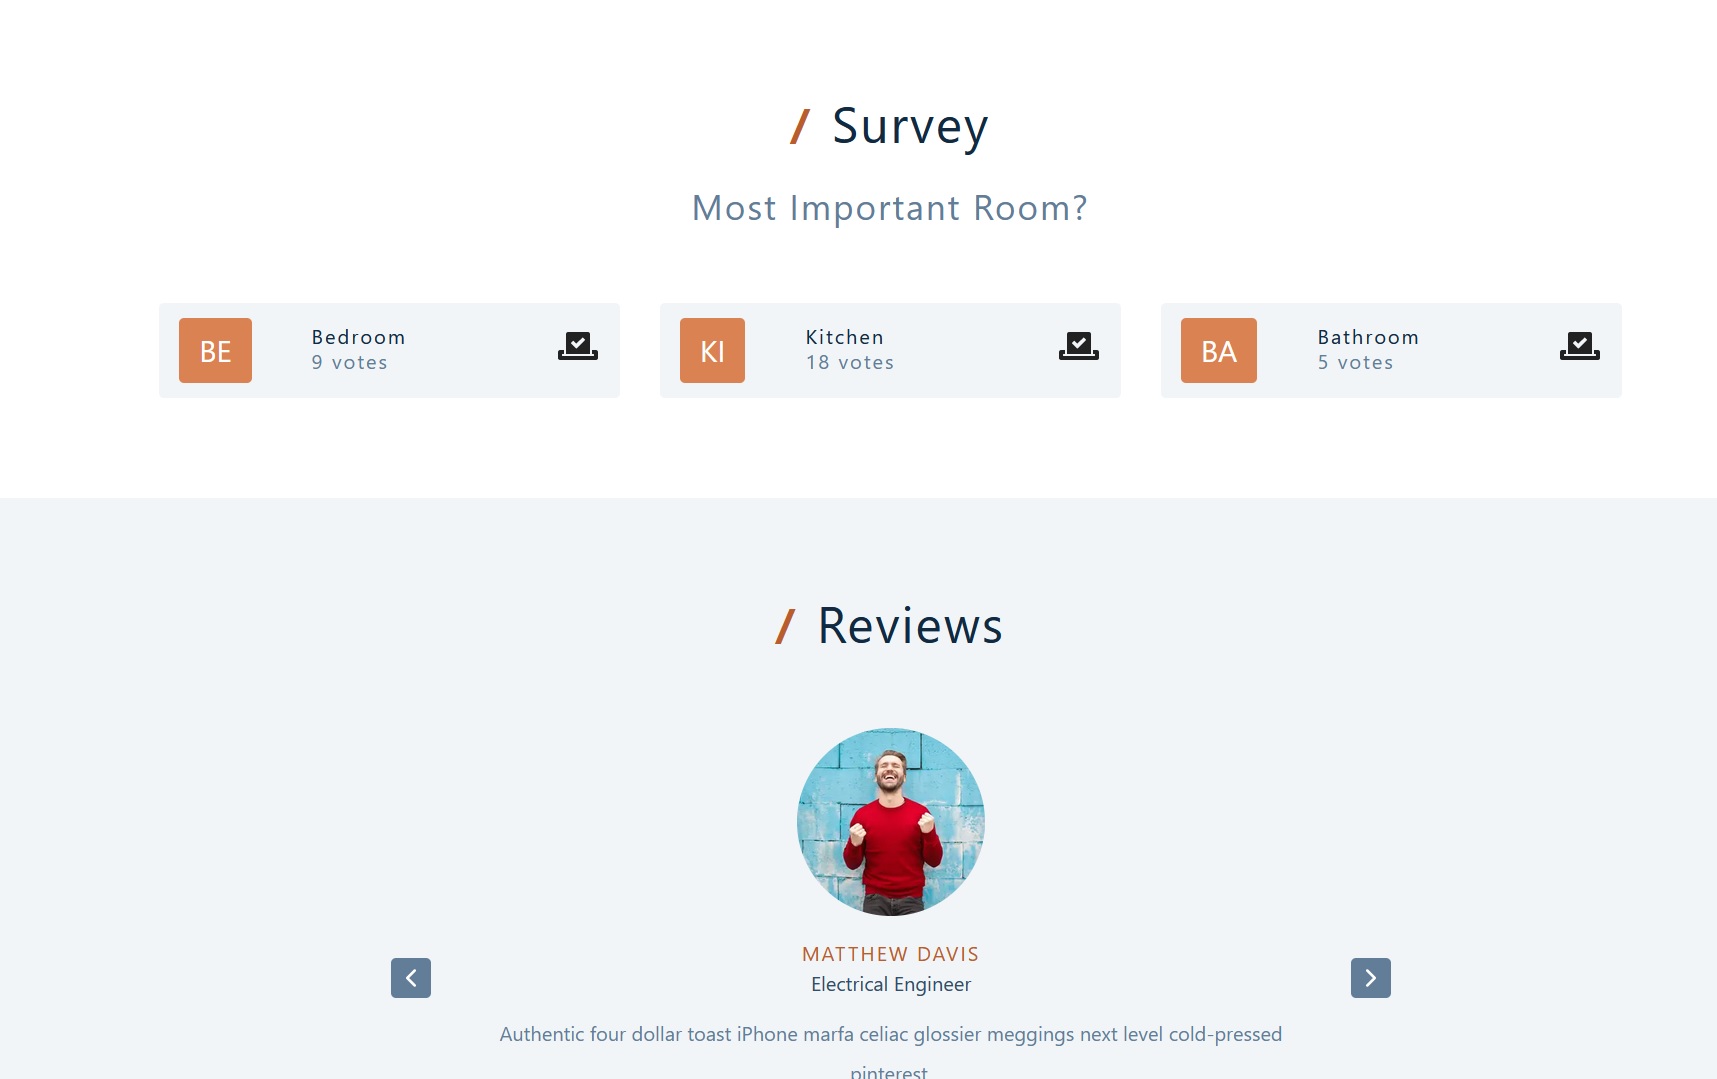 / Survey
Most Important Room?
BE
Bedroom
9 votes
KI
Kitchen
18 votes
BA
Bathroom
5 votes
/ Reviews
MATTHEW DAVIS
Electrical Engineer
Authentic four dollar toast iPhone marfa celiac glossier meggings next level cold-pressed
pinterest